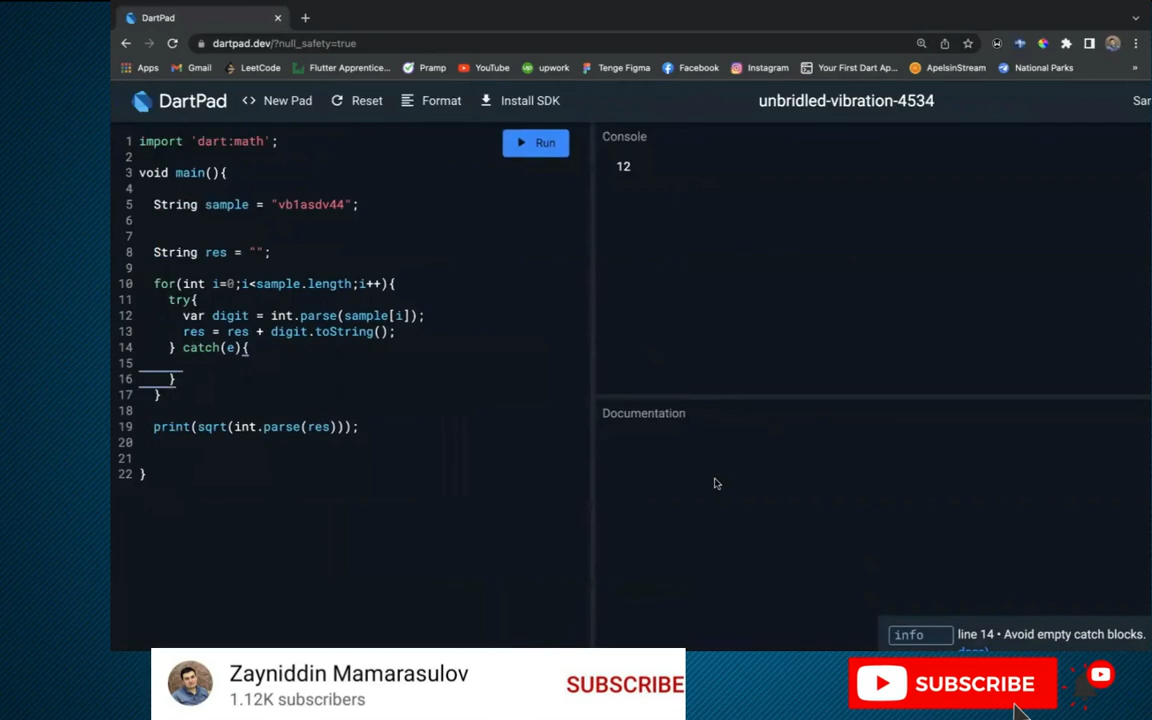 DartPad
dartpad.dev/?null_safety=true
Apps Gmail LeetCode Flutter Apprentice... Pramp YouTube upwork Tenge Figma Facebook Instagram Your First Dart Ap... ApelsinStream National Parks »
DartPad <> New Pad Reset Format Install SDK unbridled-vibration-4534 Sar
Run
1 import 'dart:math';
2
3 void main(){
4
5 String sample = "vb1asdv44";
6
7
8 String res = "";
9
10 for(int i=0;i<sample.length;i++){
11 try{
12 var digit = int.parse(sample[i]);
13 res = res + digit.toString();
14 } catch(e){
15
16 }
17 }
18
19 print(sqrt(int.parse(res)));
20
21
22 }
Console
12
Documentation
info line 14 • Avoid empty catch blocks.
Zayniddin Mamarasulov
1.12K subscribers
SUBSCRIBE
SUBSCRIBE